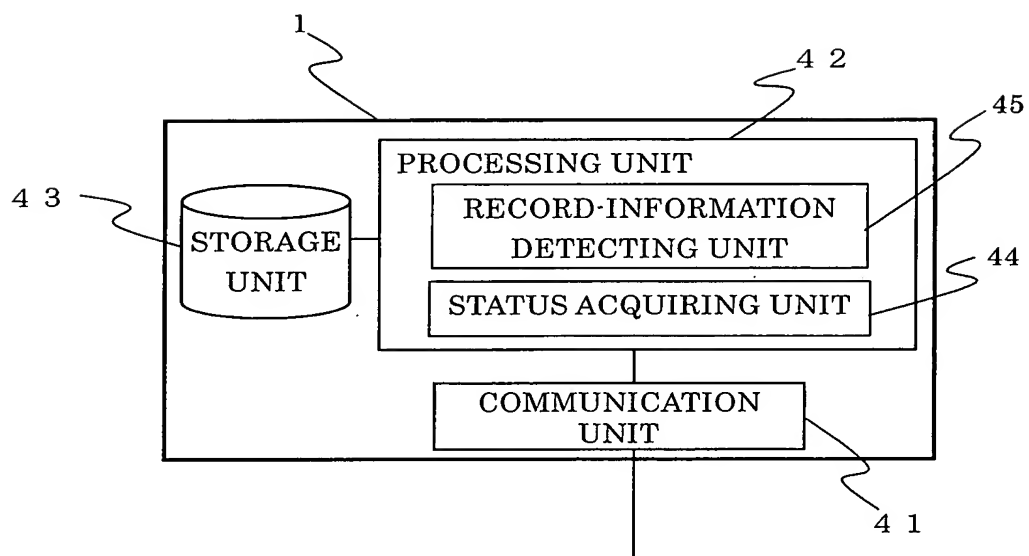 1
4 2
45
PROCESSING UNIT
4 3
RECORD-INFORMATION
DETECTING UNIT
STORAGE
UNIT
44
STATUS ACQUIRING UNIT
COMMUNICATION
UNIT
4 1